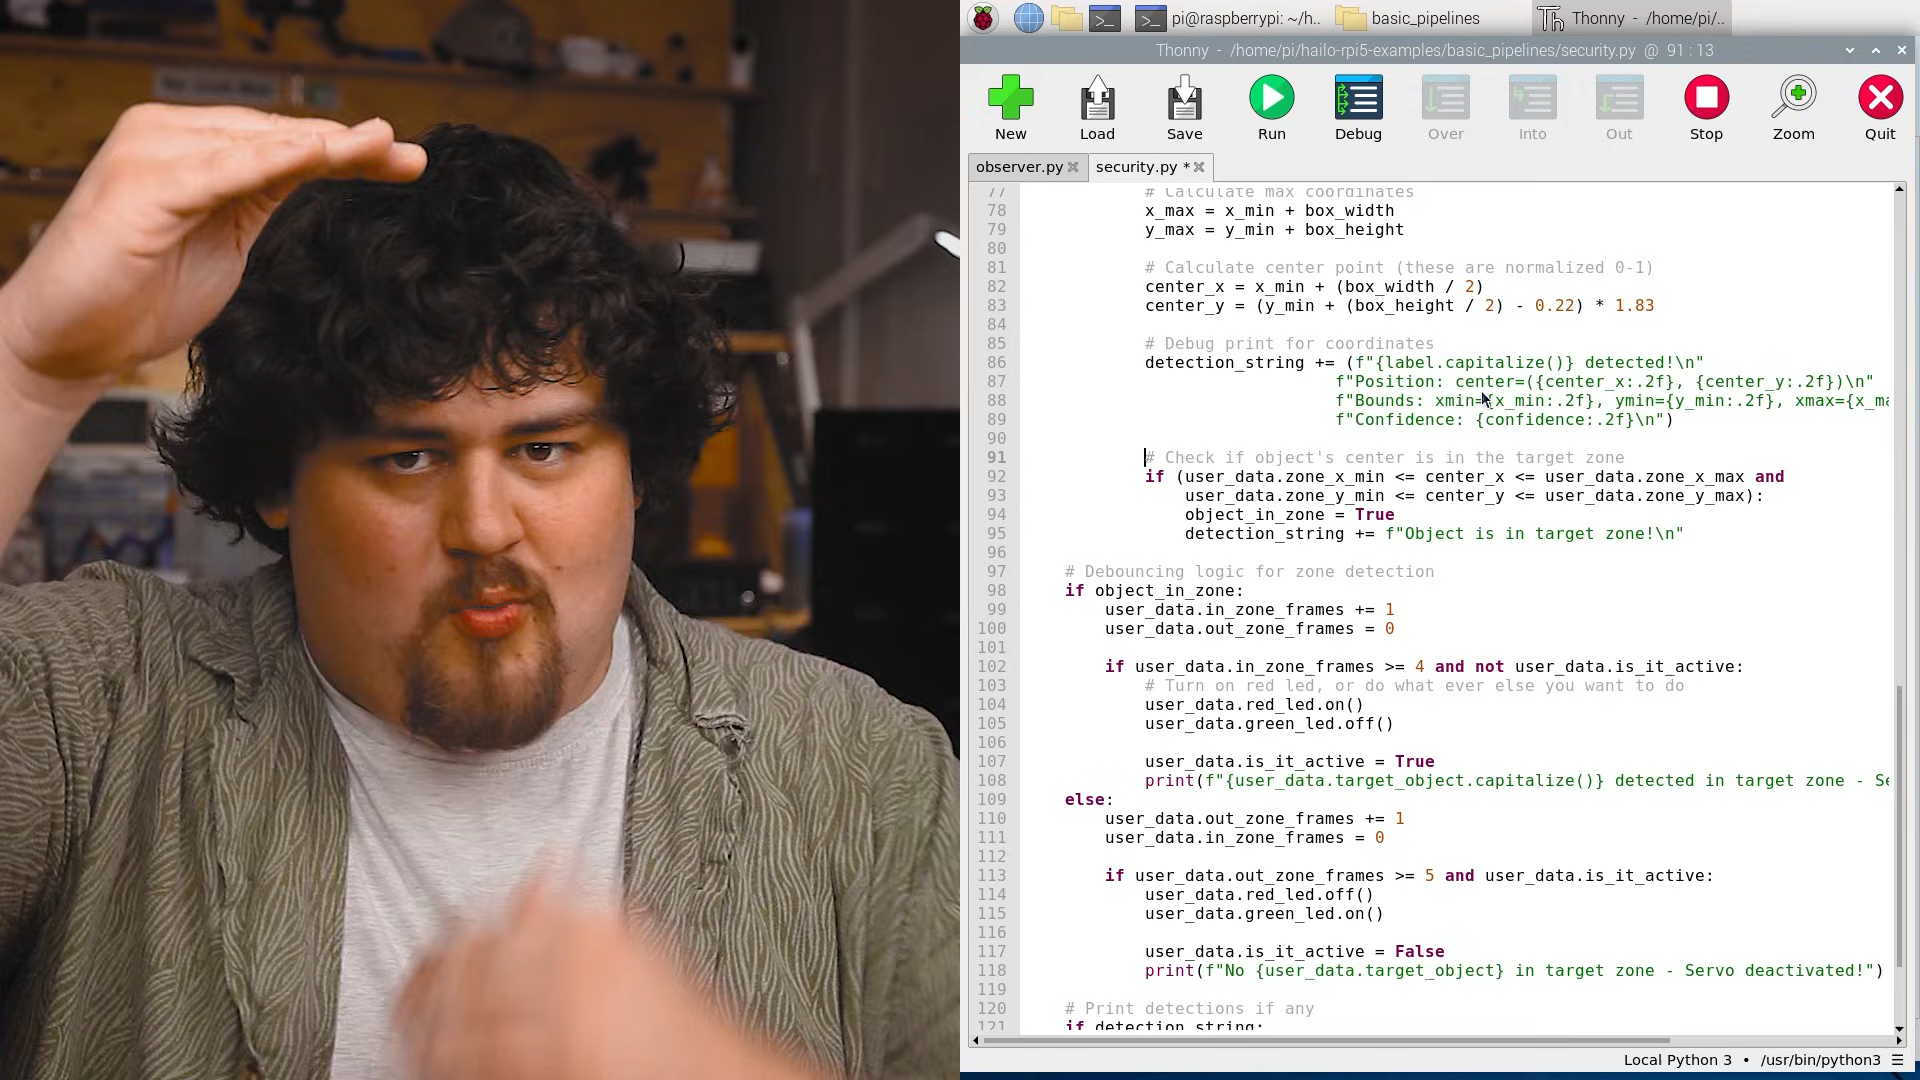 pi@raspberrypi: ~/h..
basic_pipelines
Thonny - /home/pi/..
Thonny - /home/pi/hailo-rpi5-examples/basic_pipelines/security.py @ 91 : 13
New
Load
Save
Run
Debug
Over
Into
Out
Stop
Zoom
Quit
observer.py
security.py *
77 # Calculate max coordinates
78 x_max = x_min + box_width
79 y_max = y_min + box_height
80
81 # Calculate center point (these are normalized 0-1)
82 center_x = x_min + (box_width / 2)
83 center_y = (y_min + (box_height / 2) - 0.22) * 1.83
84
85 # Debug print for coordinates
86 detection_string += (f"{label.capitalize()} detected!\n"
87 f"Position: center=({center_x:.2f}, {center_y:.2f})\n"
88 f"Bounds: xmin={x_min:.2f}, ymin={y_min:.2f}, xmax={x_ma
89 f"Confidence: {confidence:.2f}\n")
90
91 # Check if object's center is in the target zone
92 if (user_data.zone_x_min <= center_x <= user_data.zone_x_max and
93 user_data.zone_y_min <= center_y <= user_data.zone_y_max):
94 object_in_zone = True
95 detection_string += f"Object is in target zone!\n"
96
97 # Debouncing logic for zone detection
98 if object_in_zone:
99 user_data.in_zone_frames += 1
100 user_data.out_zone_frames = 0
101
102 if user_data.in_zone_frames >= 4 and not user_data.is_it_active:
103 # Turn on red led, or do what ever else you want to do
104 user_data.red_led.on()
105 user_data.green_led.off()
106
107 user_data.is_it_active = True
108 print(f"{user_data.target_object.capitalize()} detected in target zone - Se
109 else:
110 user_data.out_zone_frames += 1
111 user_data.in_zone_frames = 0
112
113 if user_data.out_zone_frames >= 5 and user_data.is_it_active:
114 user_data.red_led.off()
115 user_data.green_led.on()
116
117 user_data.is_it_active = False
118 print(f"No {user_data.target_object} in target zone - Servo deactivated!")
119
120 # Print detections if any
121 if detection_string:
Local Python 3 • /usr/bin/python3